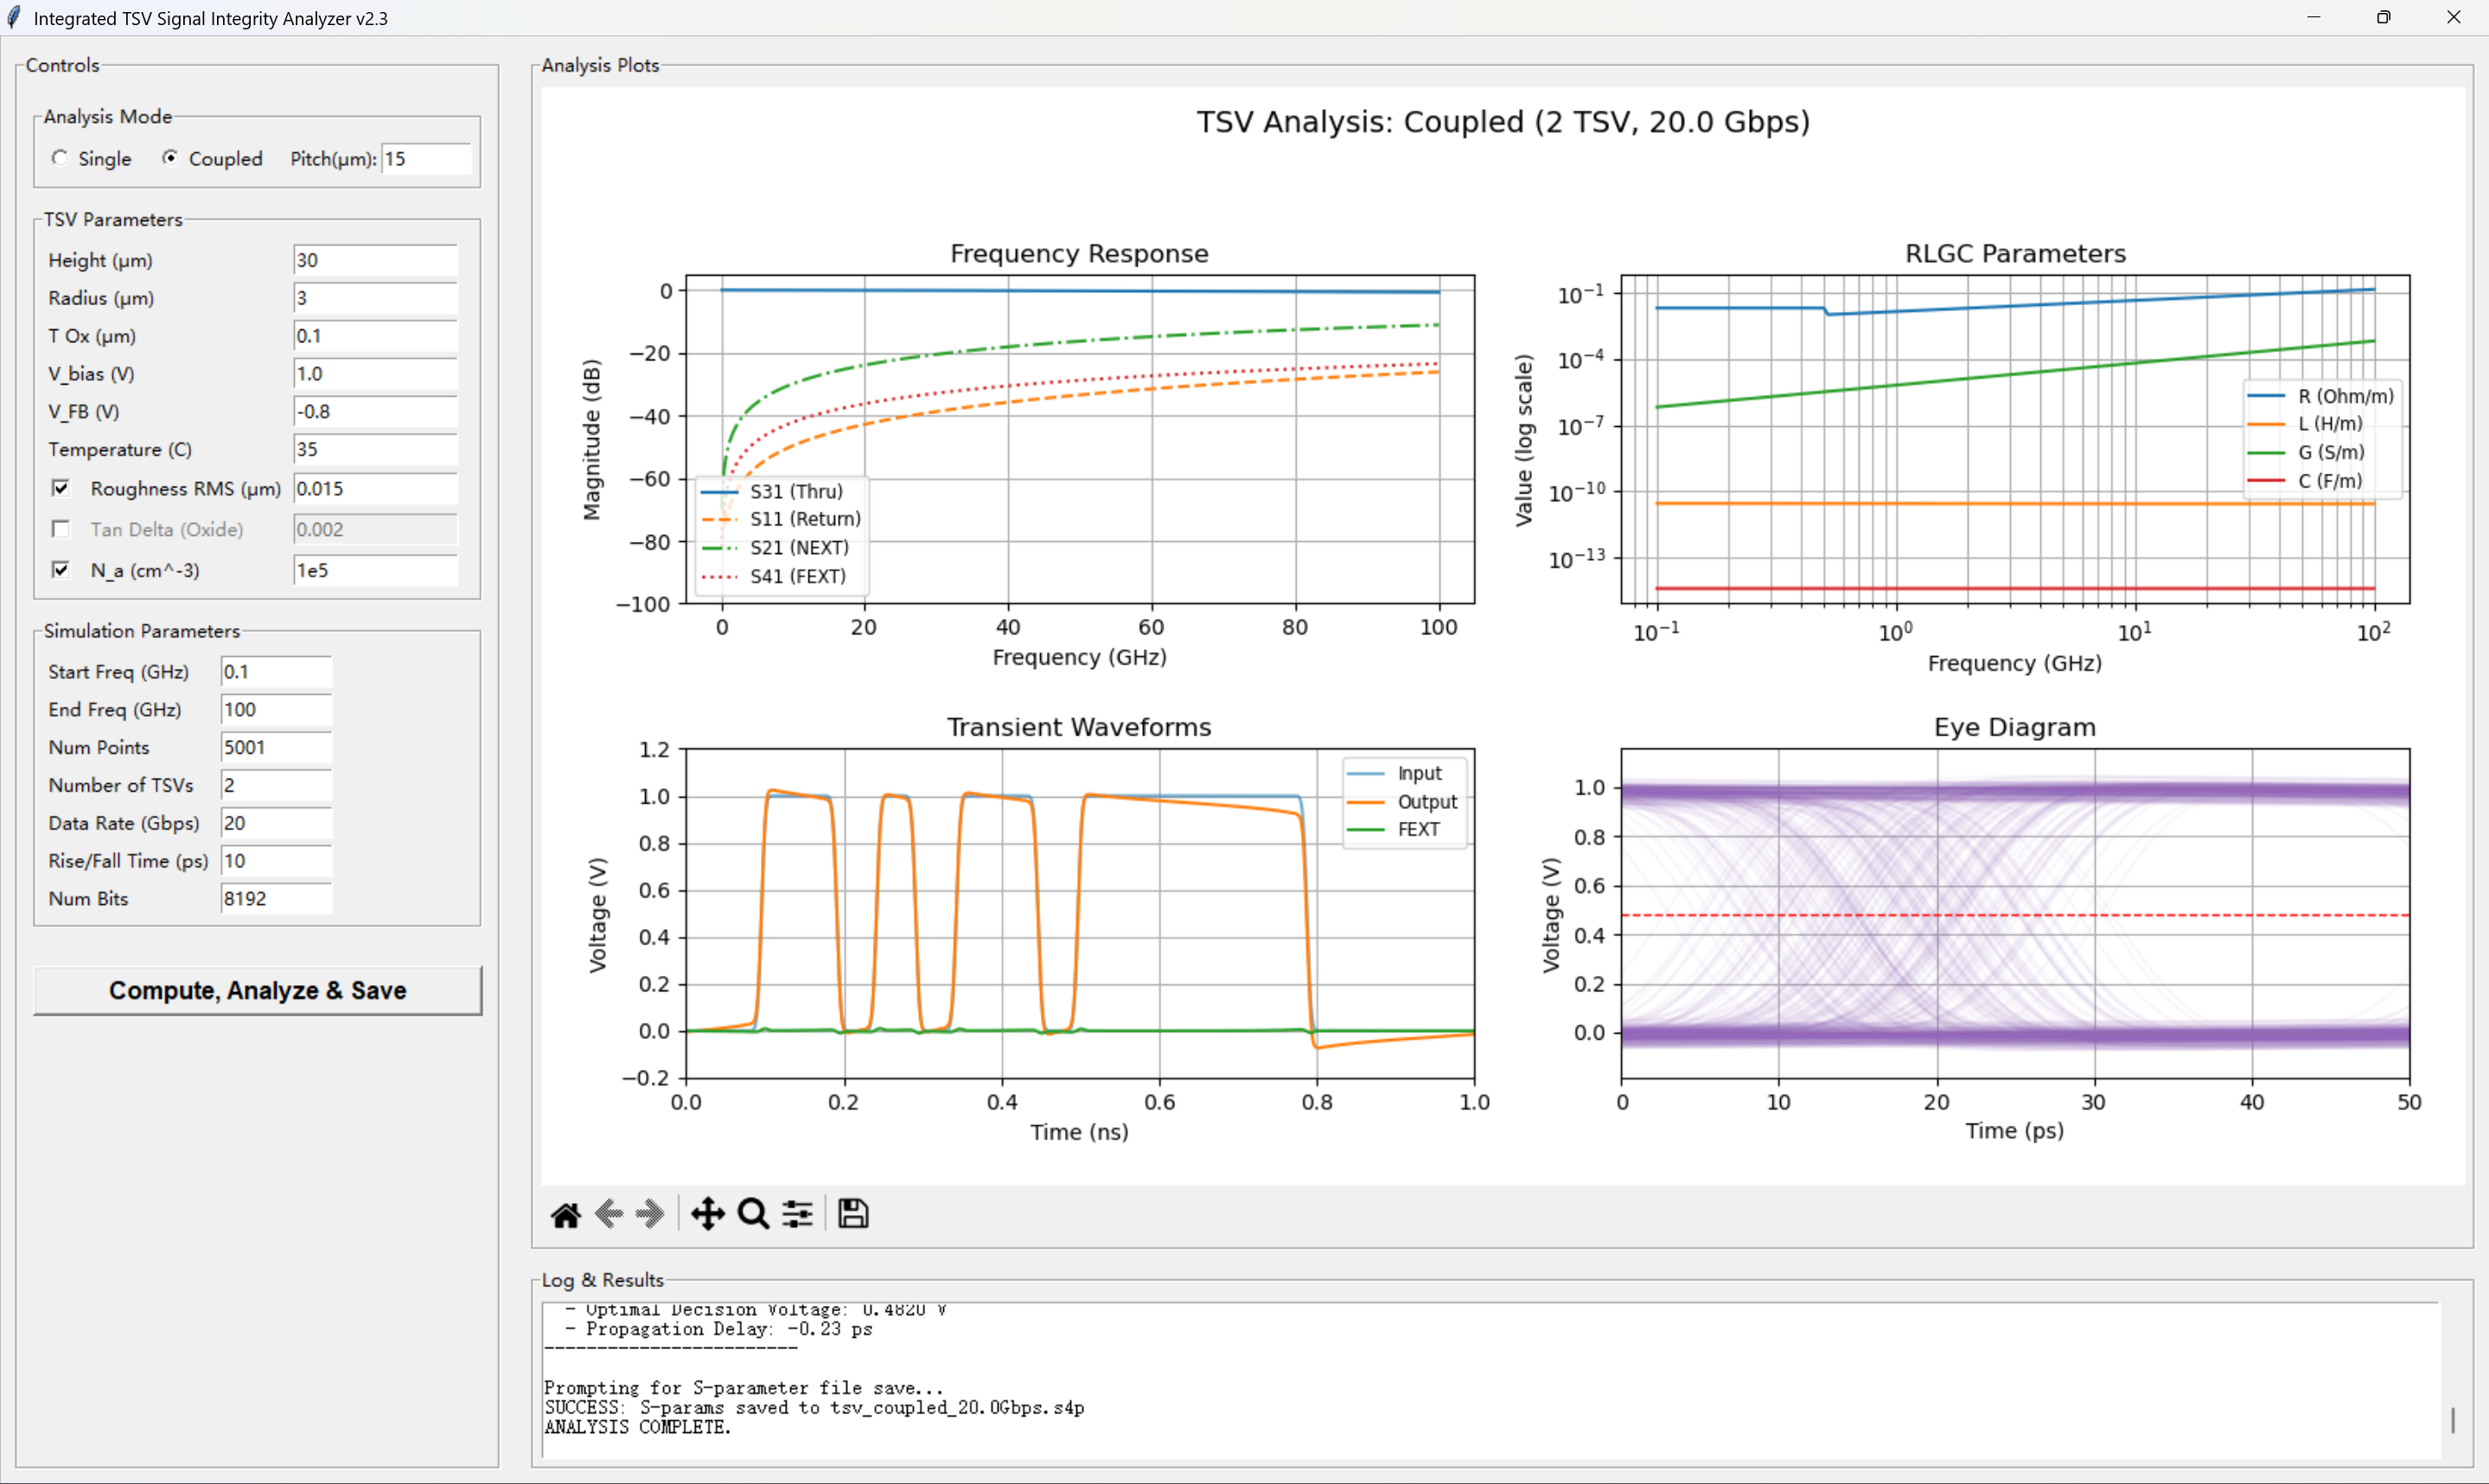 Integrated TSV Signal Integrity Analyzer v2.3
Controls
Analysis Mode
Single Coupled Pitch(μm): 15
TSV Parameters
Height (μm) 30
Radius (μm) 3
T Ox (μm) 0.1
V_bias (V) 1.0
V_FB (V) -0.8
Temperature (C) 35
Roughness RMS (μm) 0.015
Tan Delta (Oxide) 0.002
N_a (cm^-3) 1e5
Simulation Parameters
Start Freq (GHz) 0.1
End Freq (GHz) 100
Num Points 5001
Number of TSVs 2
Data Rate (Gbps) 20
Rise/Fall Time (ps) 10
Num Bits 8192
Compute, Analyze & Save
Analysis Plots
TSV Analysis: Coupled (2 TSV, 20.0 Gbps)
Frequency Response
Magnitude (dB)
0
−20
−40
−60
−80
−100
S31 (Thru)
S11 (Return)
S21 (NEXT)
S41 (FEXT)
0 20 40 60 80 100
Frequency (GHz)
RLGC Parameters
Value (log scale)
10⁻¹
10⁻⁴
10⁻⁷
10⁻¹⁰
10⁻¹³
R (Ohm/m)
L (H/m)
G (S/m)
C (F/m)
10⁻¹ 10⁰ 10¹ 10²
Frequency (GHz)
Transient Waveforms
Voltage (V)
1.2
1.0
0.8
0.6
0.4
0.2
0.0
−0.2
Input
Output
FEXT
0.0 0.2 0.4 0.6 0.8 1.0
Time (ns)
Eye Diagram
Voltage (V)
1.0
0.8
0.6
0.4
0.2
0.0
0 10 20 30 40 50
Time (ps)
Log & Results
- Optimal Decision Voltage: 0.4820 V
- Propagation Delay: -0.23 ps
------------------------
Prompting for S-parameter file save...
SUCCESS: S-params saved to tsv_coupled_20.0Gbps.s4p
ANALYSIS COMPLETE.